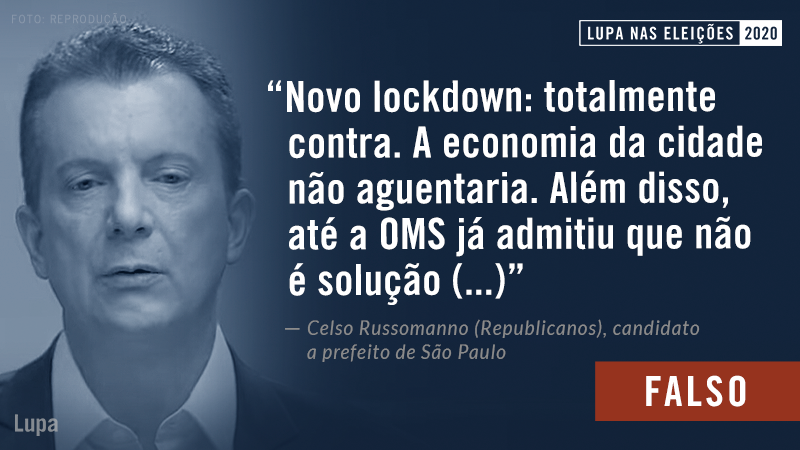 FOTO: REPRODUÇÃO
LUPA NAS ELEIÇÕES 2020
“Novo lockdown: totalmente
contra. A economia da cidade
não aguentaria. Além disso,
até a OMS já admitiu que não
é solução (...)”
— Celso Russomanno (Republicanos), candidato
a prefeito de São Paulo
FALSO
Lupa